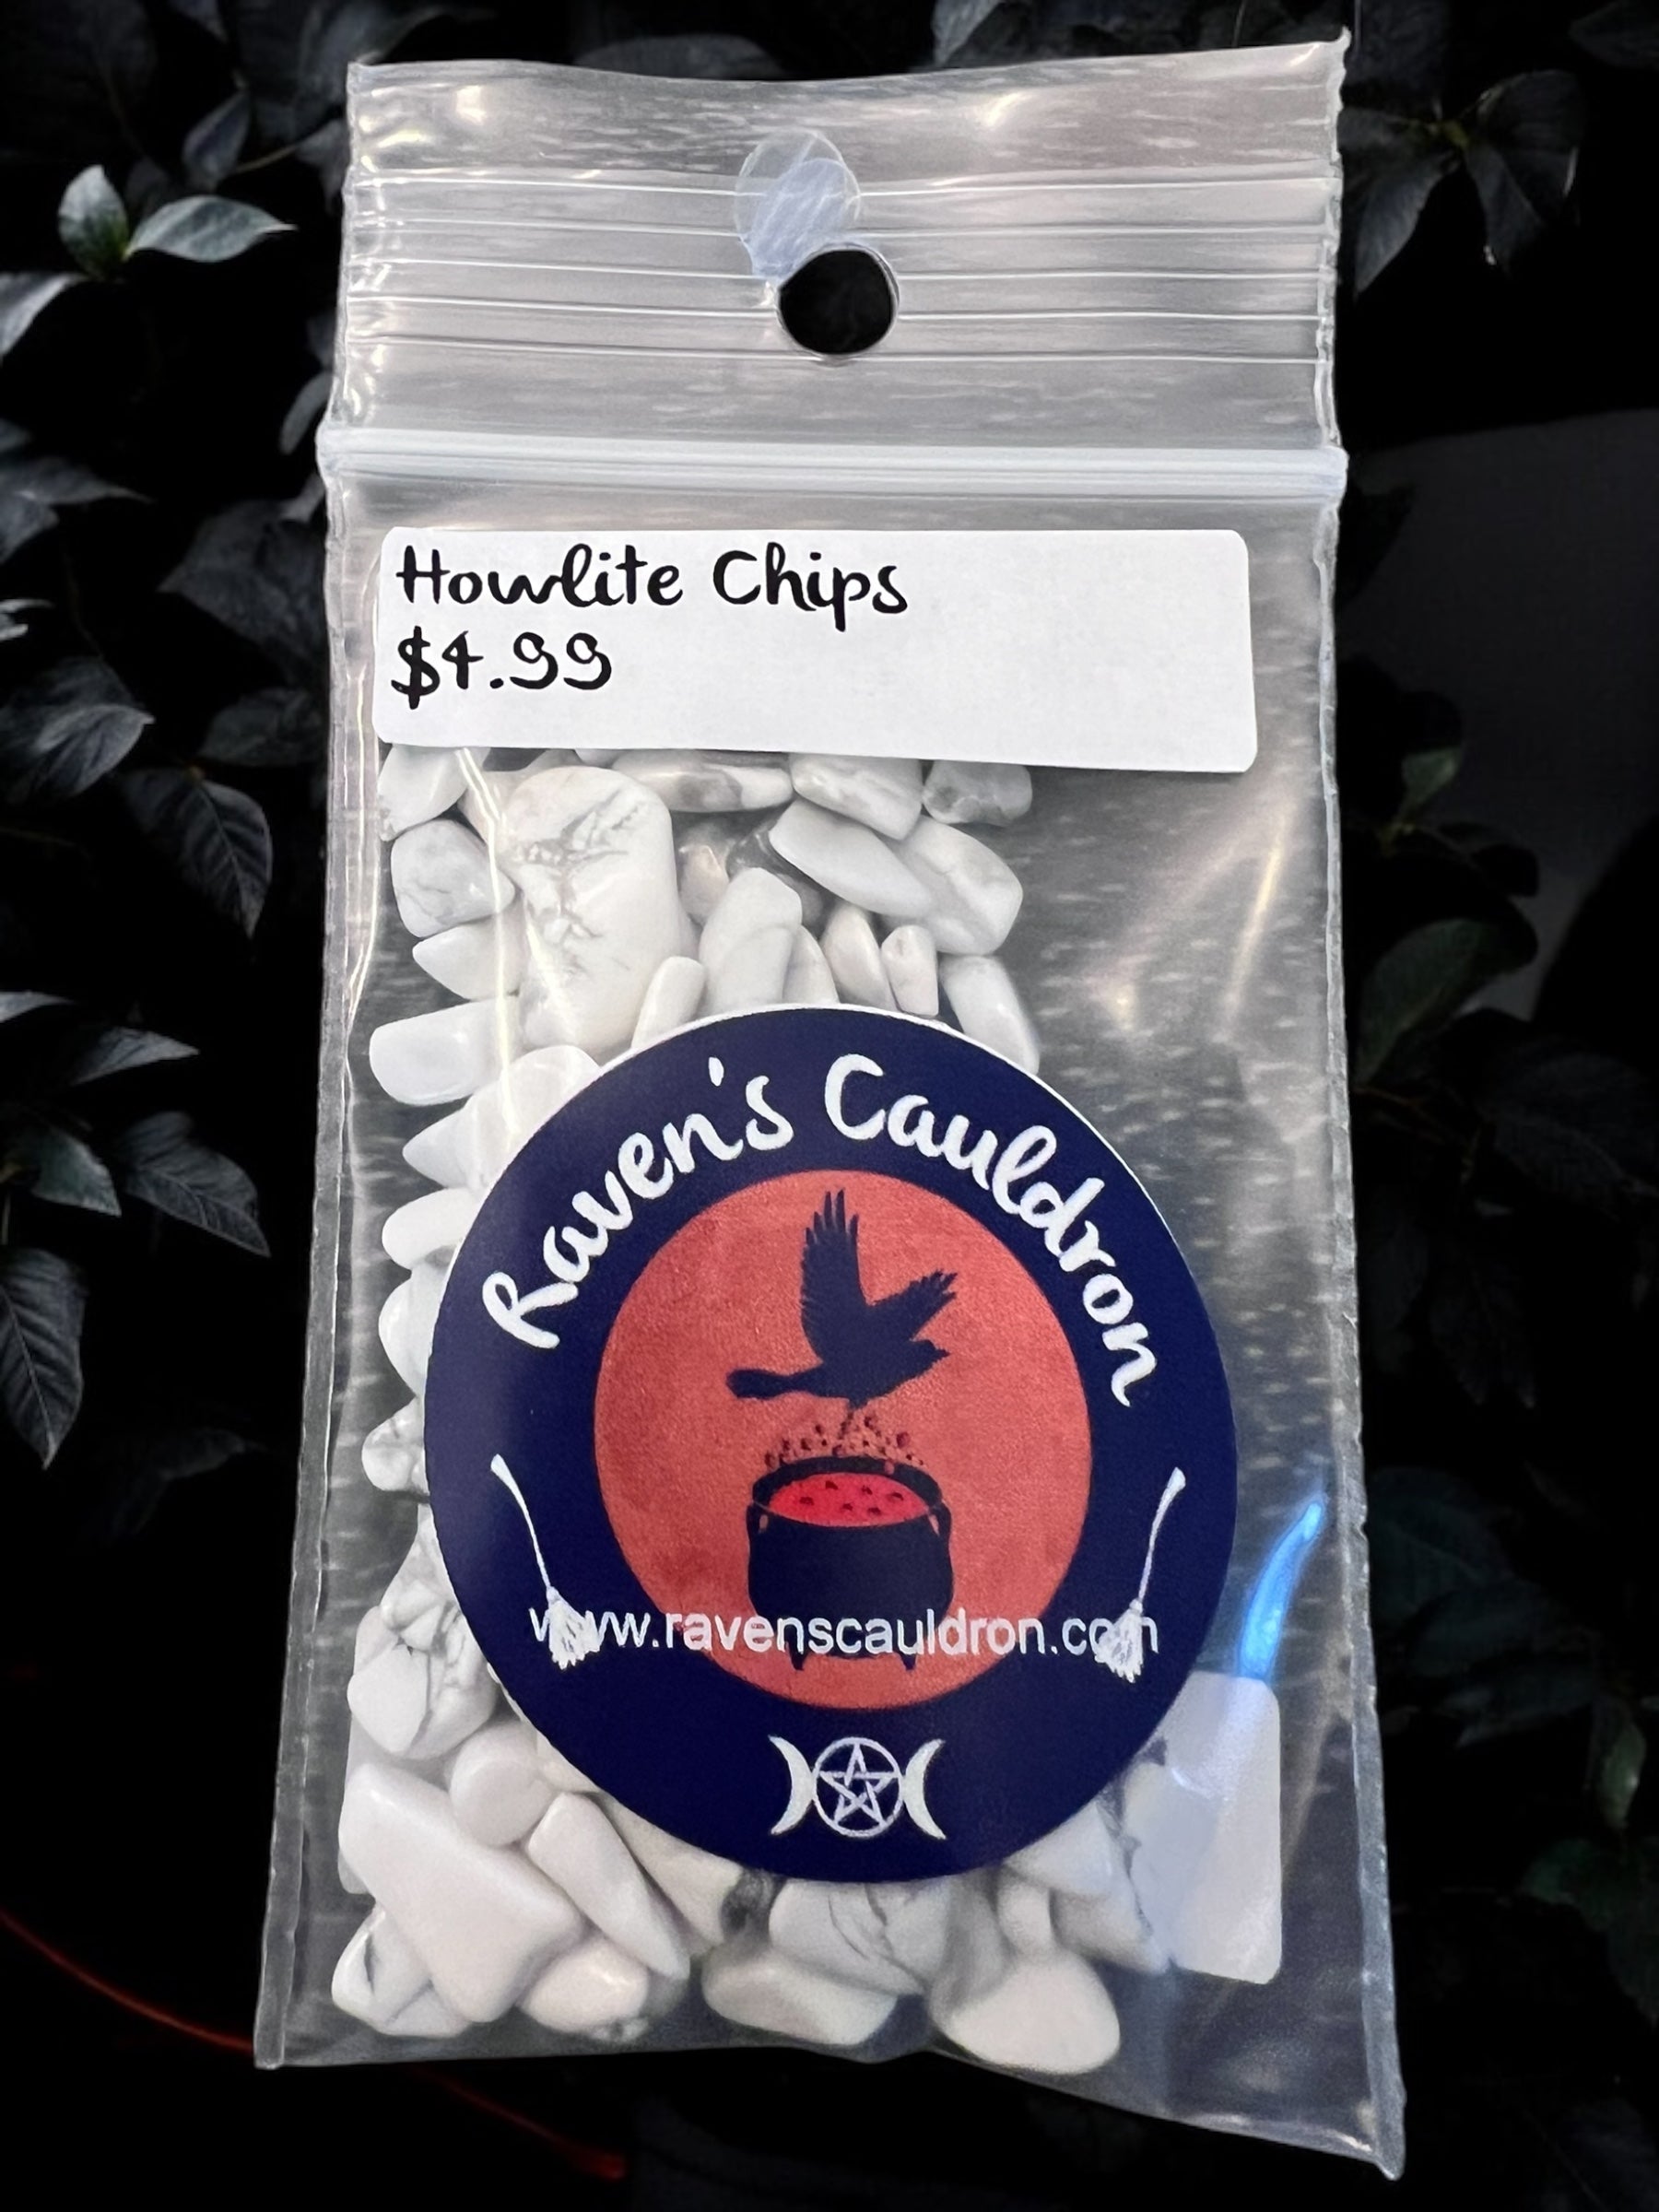 Howlite Chips
$4.99
Raven's Cauldron
www.ravenscauldron.com